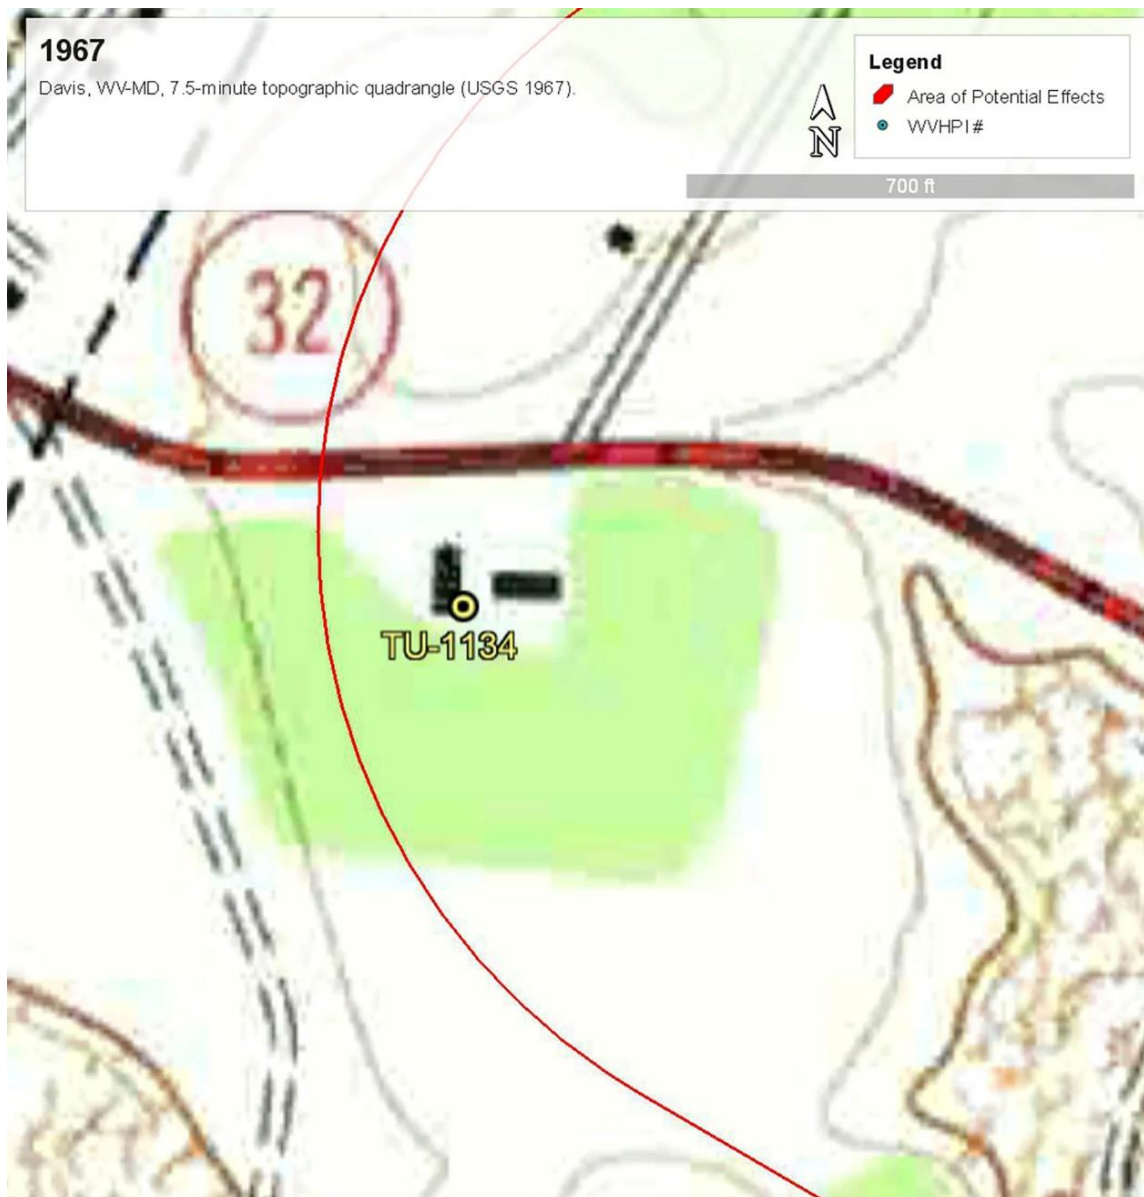 1967
Davis, WV-MD, 7.5-minute topographic quadrangle (USGS 1967).
Legend
Area of Potential Effects
WVHPI #
N
700 ft
32
TU-1134